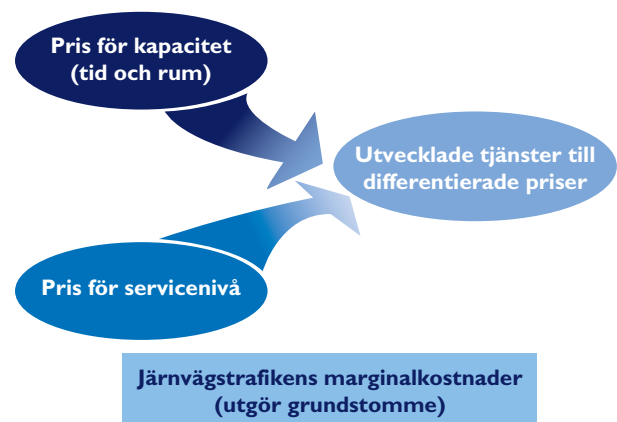 Pris för kapacitet
(tid och rum)
Utvecklade tjänster till
differentierade priser
Pris för servicenivå
Järnvägstrafikens marginalkostnader
(utgör grundstomme)